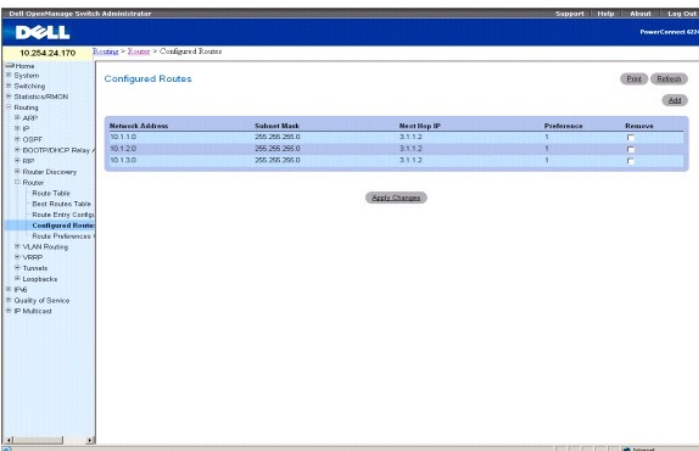 Dell OpenManage Switch Administrator
Support Help About Log Out
DELL
PowerConnect 6224
10.254.24.170
Routing > Router > Configured Routes
Home
System
Switching
Statistics/RMON
Routing
ARP
IP
OSPF
BOOTP/DHCP Relay
RIP
Router Discovery
Router
Route Table
Best Routes Table
Route Entry Configu
Configured Routes
Route Preferences
VLAN Routing
VRRP
Tunnels
Loopbacks
IPv6
Quality of Service
IP Multicast
Configured Routes
Print Refresh
Add
Network Address Subnet Mask Next Hop IP Preference Remove
10.1.1.0 255.255.255.0 3.1.1.2 1
10.1.2.0 255.255.255.0 3.1.1.2 1
10.1.3.0 255.255.255.0 3.1.1.2 1
Apply Changes
Internet